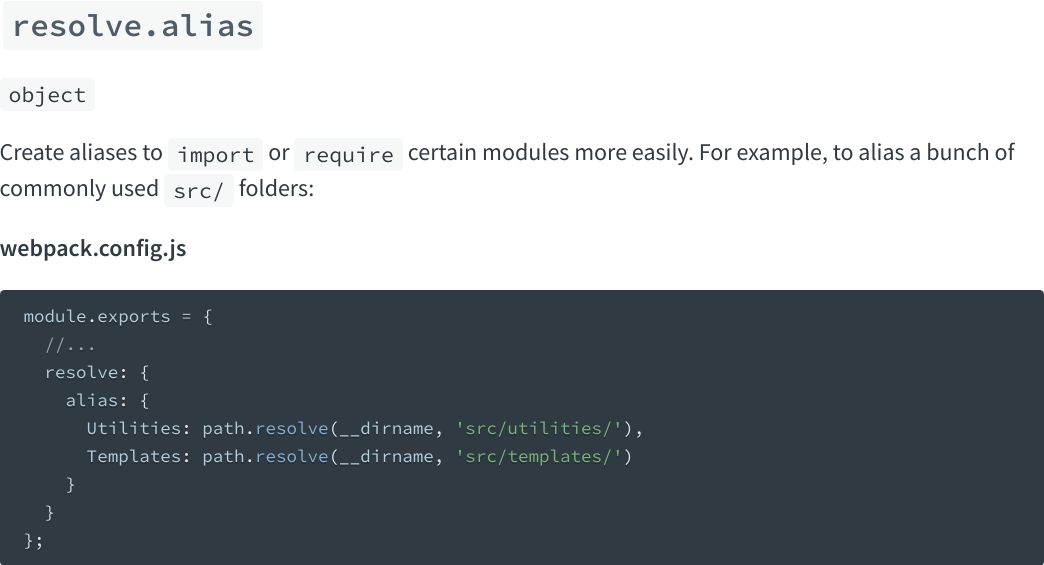 resolve.alias
object
Create aliases to import or require certain modules more easily. For example, to alias a bunch of
commonly used src/ folders:
webpack.config.js
module.exports = {
  //...
  resolve: {
    alias: {
      Utilities: path.resolve(__dirname, 'src/utilities/'),
      Templates: path.resolve(__dirname, 'src/templates/')
    }
  }
};